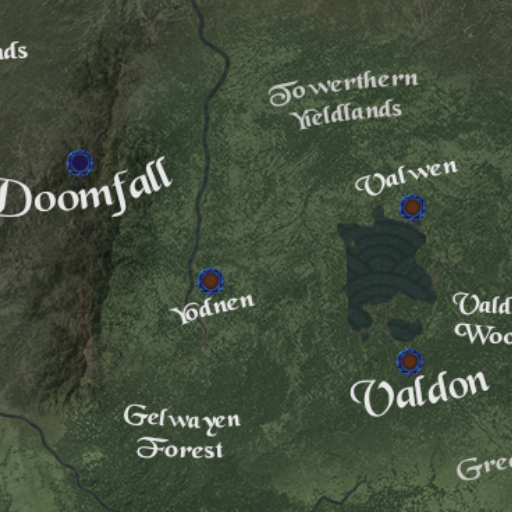 Towerthern
Yieldlands
Valwen
Doomfall
Yodnen
Valdon
Gelwayen
Forest